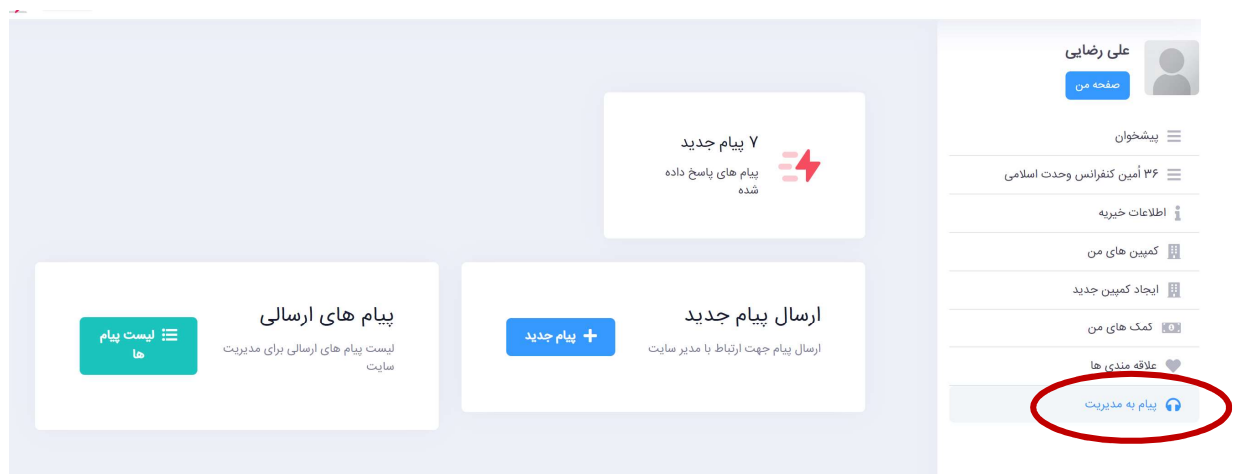 علی رضایی
صفحه من
پیشخوان
۳۶ اُمین کنفرانس وحدت اسلامی
اطلاعات خیریه
کمپین های من
ایجاد کمپین جدید
کمک های من
علاقه مندی ها
پیام به مدیریت
۷ پیام جدید
پیام های پاسخ داده
شده
ارسال پیام جدید
ارسال پیام جهت ارتباط با مدیر سایت
پیام جدید
پیام های ارسالی
لیست پیام های ارسالی برای مدیریت
سایت
لیست پیام
ها